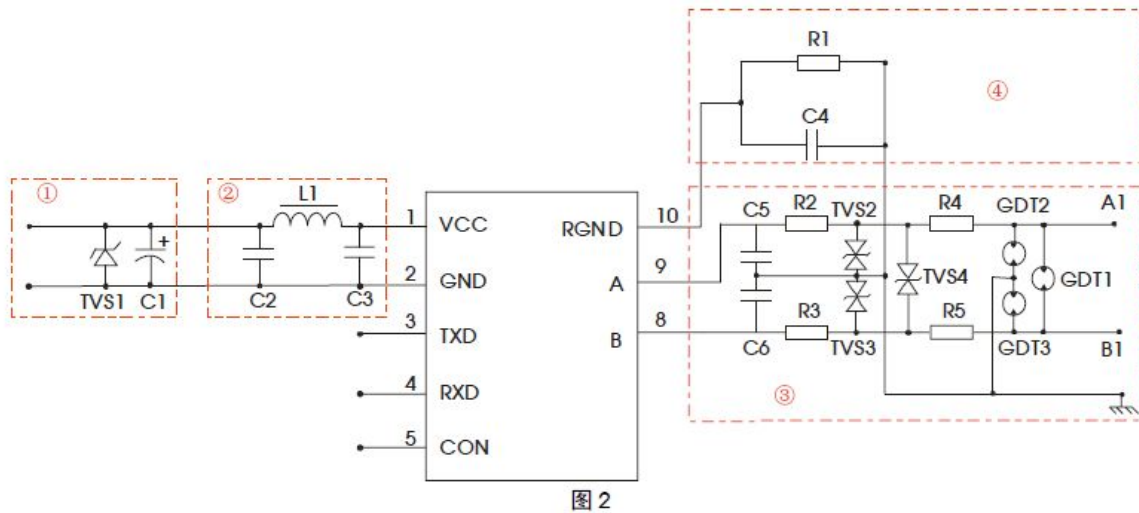 R1
④
C4
①
②
L1
1
VCC
RGND
10
C5
R2
TVS2
R4
GDT2
A1
9
2
GND
A
TVS4
GDT1
TVS1
C1
C2
C3
3
TXD
B
8
R3
R5
C6
TVS3
GDT3
B1
4
RXD
③
5
CON
图 2